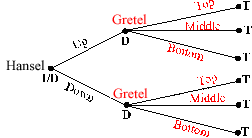 Top
T
Gretel
Middle
Up
D
T
Bottom
Hansel
T
I/D
Gretel
Top
T
Down
Middle
D
T
Bottom
T